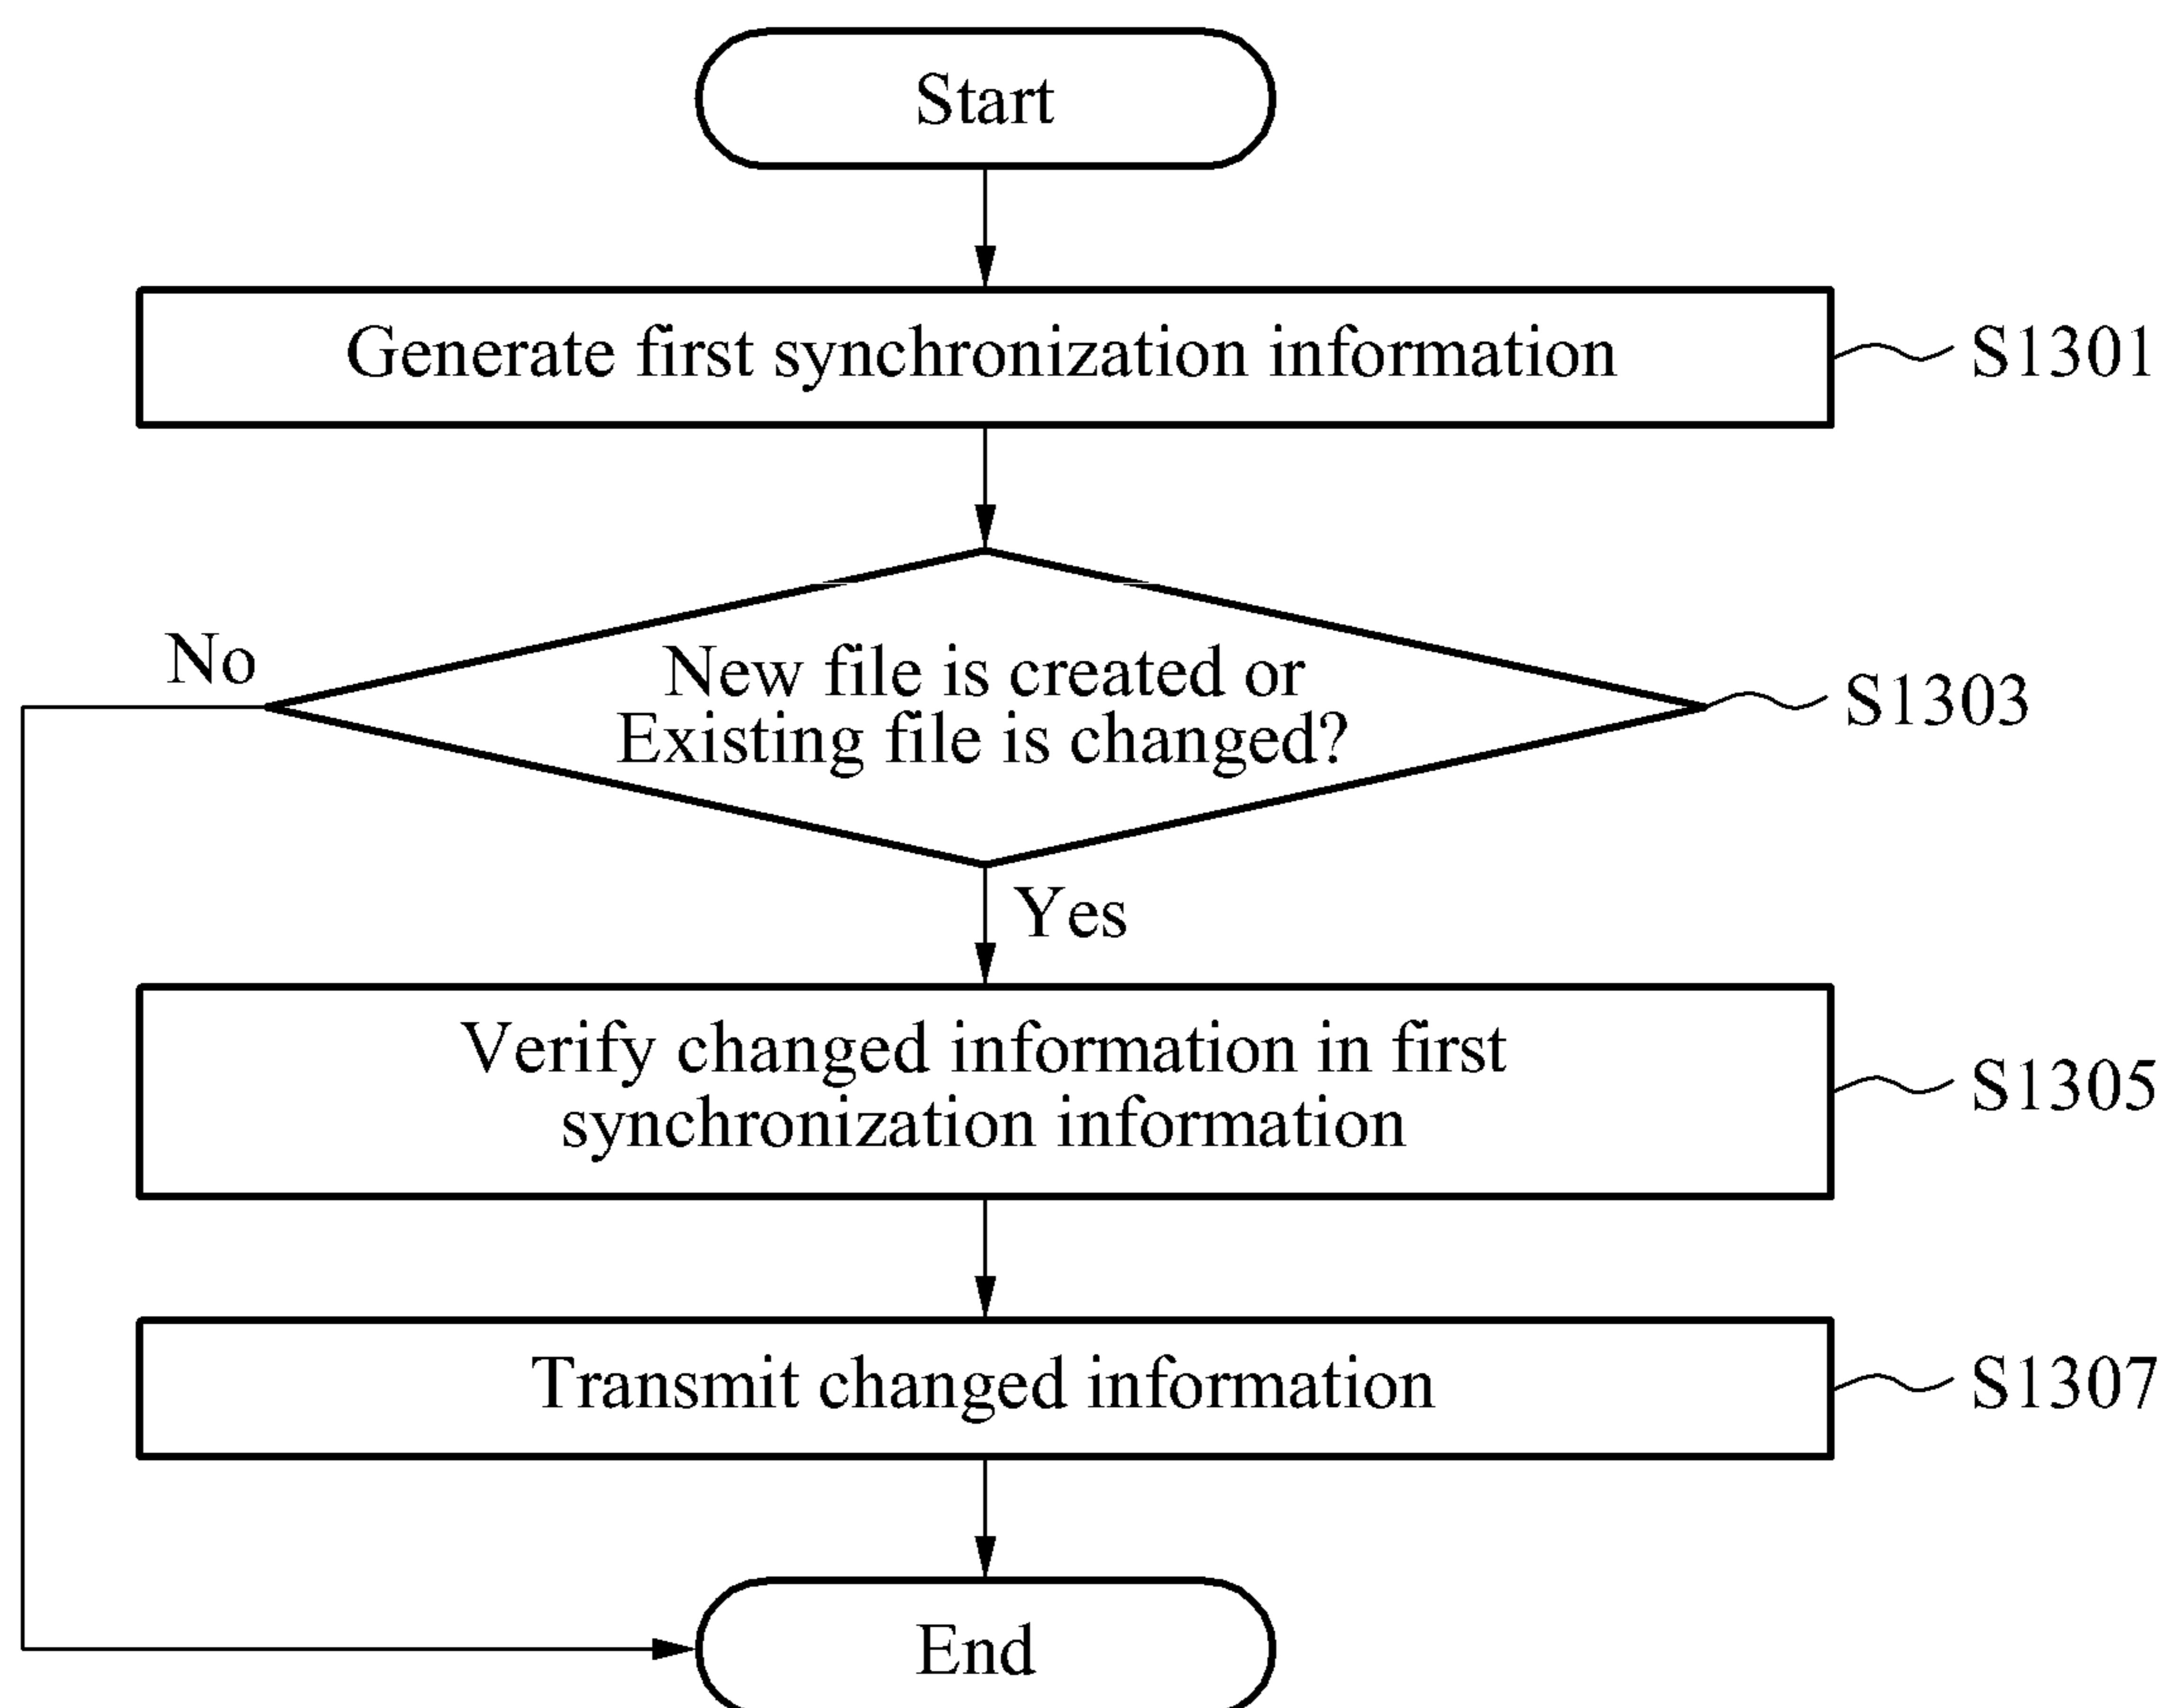 Start
Generate first synchronization information
S1301
No
New file is created or
Existing file is changed?
S1303
Yes
Verify changed information in first
synchronization information
S1305
Transmit changed information
S1307
End